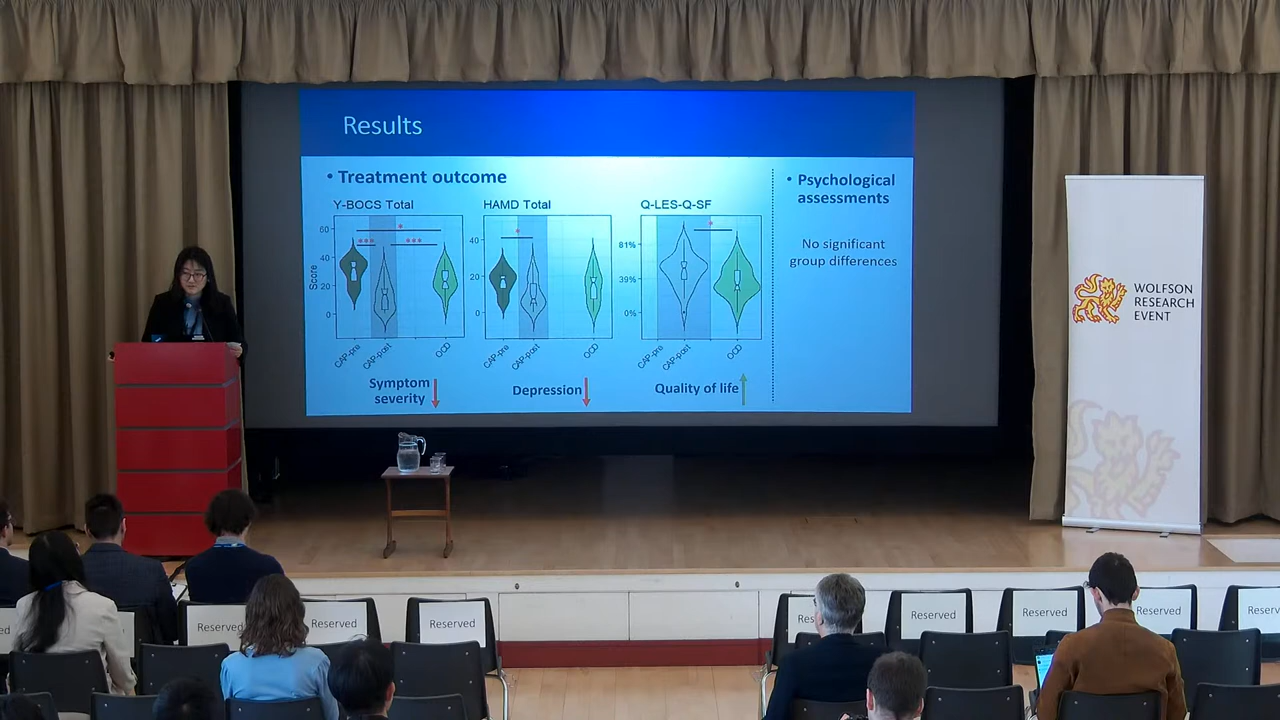 Results
• Treatment outcome
Y-BOCS Total
HAMD Total
Q-LES-Q-SF
Score
60
40
20
0
CAP-pre
CAP-post
OCD
40
20
0
CAP-pre
CAP-post
OCD
81%
39%
0%
CAP-pre
CAP-post
OCD
Symptom
severity
Depression
Quality of life
• Psychological
assessments
No significant
group differences
WOLFSON
RESEARCH
EVENT
Reserved
Reserved
Reserved
Reserved
Reserved
Reserved